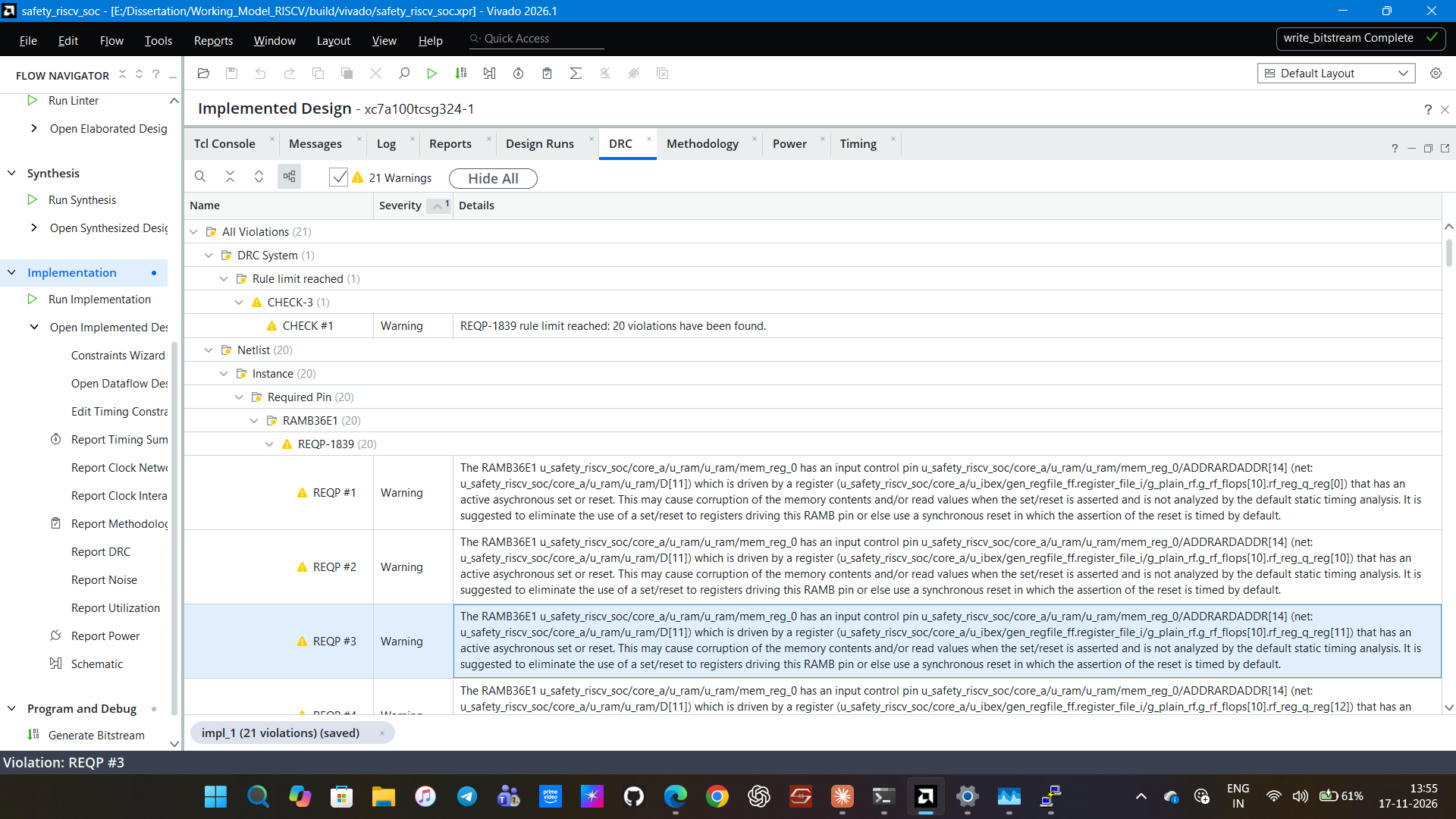 safety_riscv_soc - [E:/Dissertation/Working_Model_RISCV/build/vivado/safety_riscv_soc.xpr] - Vivado 2026.1
File Edit Flow Tools Reports Window Layout View Help Quick Access
write_bitstream Complete
FLOW NAVIGATOR
Default Layout
Run Linter
Open Elaborated Desig
Synthesis
Run Synthesis
Open Synthesized Desig
Implementation
Run Implementation
Open Implemented Des
Constraints Wizard
Open Dataflow Des
Edit Timing Constra
Report Timing Sum
Report Clock Netwo
Report Clock Intera
Report Methodolog
Report DRC
Report Noise
Report Utilization
Report Power
Schematic
Program and Debug
Generate Bitstream
Implemented Design - xc7a100tcsg324-1
Tcl Console Messages Log Reports Design Runs DRC Methodology Power Timing
21 Warnings Hide All
Name Severity 1 Details
All Violations (21)
DRC System (1)
Rule limit reached (1)
CHECK-3 (1)
CHECK #1 Warning REQP-1839 rule limit reached: 20 violations have been found.
Netlist (20)
Instance (20)
Required Pin (20)
RAMB36E1 (20)
REQP-1839 (20)
REQP #1 Warning
The RAMB36E1 u_safety_riscv_soc/core_a/u_ram/u_ram/mem_reg_0 has an input control pin u_safety_riscv_soc/core_a/u_ram/u_ram/mem_reg_0/ADDRARDADDR[14] (net:
u_safety_riscv_soc/core_a/u_ram/u_ram/D[11]) which is driven by a register (u_safety_riscv_soc/core_a/u_ibex/gen_regfile_ff.register_file_i/g_plain_rf.g_rf_flops[10].rf_reg_q_reg[0]) that has an
active asychronous set or reset. This may cause corruption of the memory contents and/or read values when the set/reset is asserted and is not analyzed by the default static timing analysis. It is
suggested to eliminate the use of a set/reset to registers driving this RAMB pin or else use a synchronous reset in which the assertion of the reset is timed by default.
REQP #2 Warning
The RAMB36E1 u_safety_riscv_soc/core_a/u_ram/u_ram/mem_reg_0 has an input control pin u_safety_riscv_soc/core_a/u_ram/u_ram/mem_reg_0/ADDRARDADDR[14] (net:
u_safety_riscv_soc/core_a/u_ram/u_ram/D[11]) which is driven by a register (u_safety_riscv_soc/core_a/u_ibex/gen_regfile_ff.register_file_i/g_plain_rf.g_rf_flops[10].rf_reg_q_reg[10]) that has an
active asychronous set or reset. This may cause corruption of the memory contents and/or read values when the set/reset is asserted and is not analyzed by the default static timing analysis. It is
suggested to eliminate the use of a set/reset to registers driving this RAMB pin or else use a synchronous reset in which the assertion of the reset is timed by default.
REQP #3 Warning
The RAMB36E1 u_safety_riscv_soc/core_a/u_ram/u_ram/mem_reg_0 has an input control pin u_safety_riscv_soc/core_a/u_ram/u_ram/mem_reg_0/ADDRARDADDR[14] (net:
u_safety_riscv_soc/core_a/u_ram/u_ram/D[11]) which is driven by a register (u_safety_riscv_soc/core_a/u_ibex/gen_regfile_ff.register_file_i/g_plain_rf.g_rf_flops[10].rf_reg_q_reg[11]) that has an
active asychronous set or reset. This may cause corruption of the memory contents and/or read values when the set/reset is asserted and is not analyzed by the default static timing analysis. It is
suggested to eliminate the use of a set/reset to registers driving this RAMB pin or else use a synchronous reset in which the assertion of the reset is timed by default.
REQP #4 Warning
The RAMB36E1 u_safety_riscv_soc/core_a/u_ram/u_ram/mem_reg_0 has an input control pin u_safety_riscv_soc/core_a/u_ram/u_ram/mem_reg_0/ADDRARDADDR[14] (net:
u_safety_riscv_soc/core_a/u_ram/u_ram/D[11]) which is driven by a register (u_safety_riscv_soc/core_a/u_ibex/gen_regfile_ff.register_file_i/g_plain_rf.g_rf_flops[10].rf_reg_q_reg[12]) that has an
impl_1 (21 violations) (saved)
Violation: REQP #3
prime video
ENG
IN
61%
13:55
17-11-2026